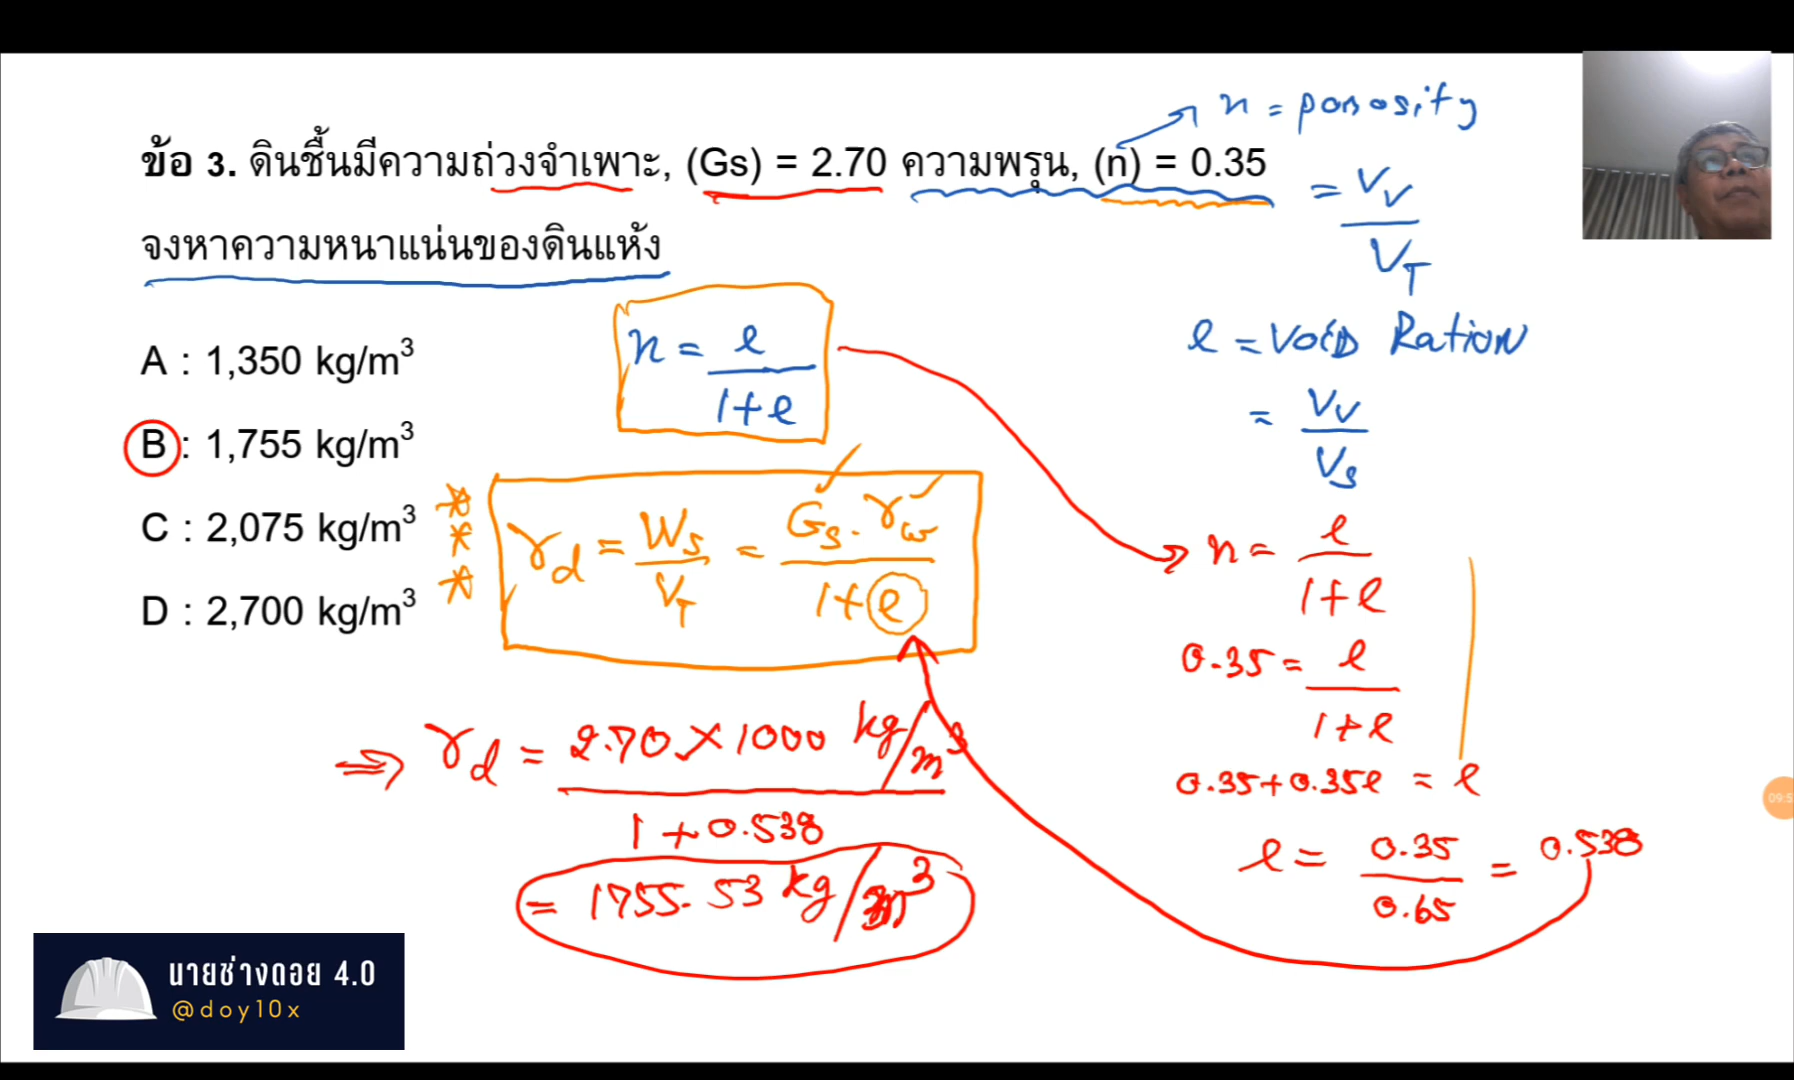 n = porosity
ข้อ 3. ดินชื้นมีความถ่วงจำเพาะ, (Gs) = 2.70 ความพรุน, (n) = 0.35
= Vv / VT
จงหาความหนาแน่นของดินแห้ง
e = VOID RatioN
= Vv / Vs
n = e / 1+e
A : 1,350 kg/m³
B : 1,755 kg/m³
C : 2,075 kg/m³
D : 2,700 kg/m³
***
γd = Ws / VT = Gs. γw / 1+e
n = e / 1+e
0.35 = e / 1+e
0.35+0.35e = e
e = 0.35 / 0.65 = 0.538
⇒ γd = 2.70 × 1000 kg/m³ / 1 + 0.538
= 1755.53 kg/m³
นายช่างดอย 4.0
@doy10x
09:5